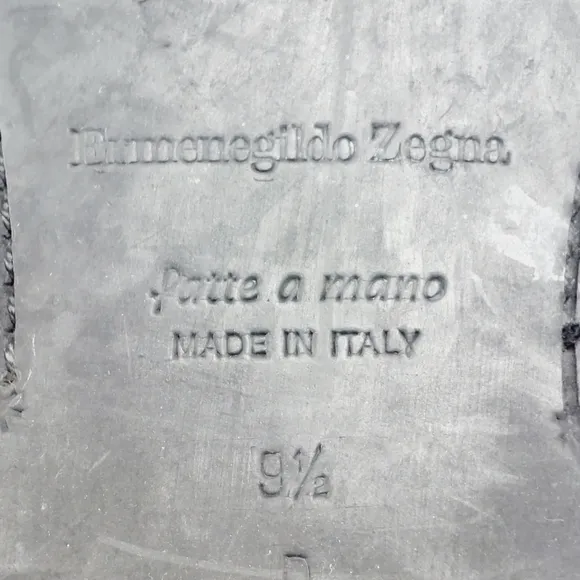 Ermenegildo Zegna
fatte a mano
MADE IN ITALY
9½